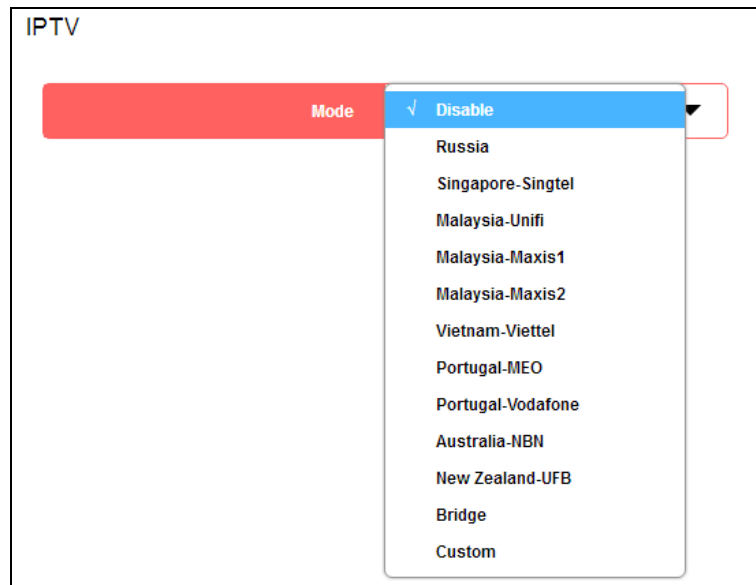 IPTV
Mode
√ Disable
Russia
Singapore-Singtel
Malaysia-Unifi
Malaysia-Maxis1
Malaysia-Maxis2
Vietnam-Viettel
Portugal-MEO
Portugal-Vodafone
Australia-NBN
New Zealand-UFB
Bridge
Custom